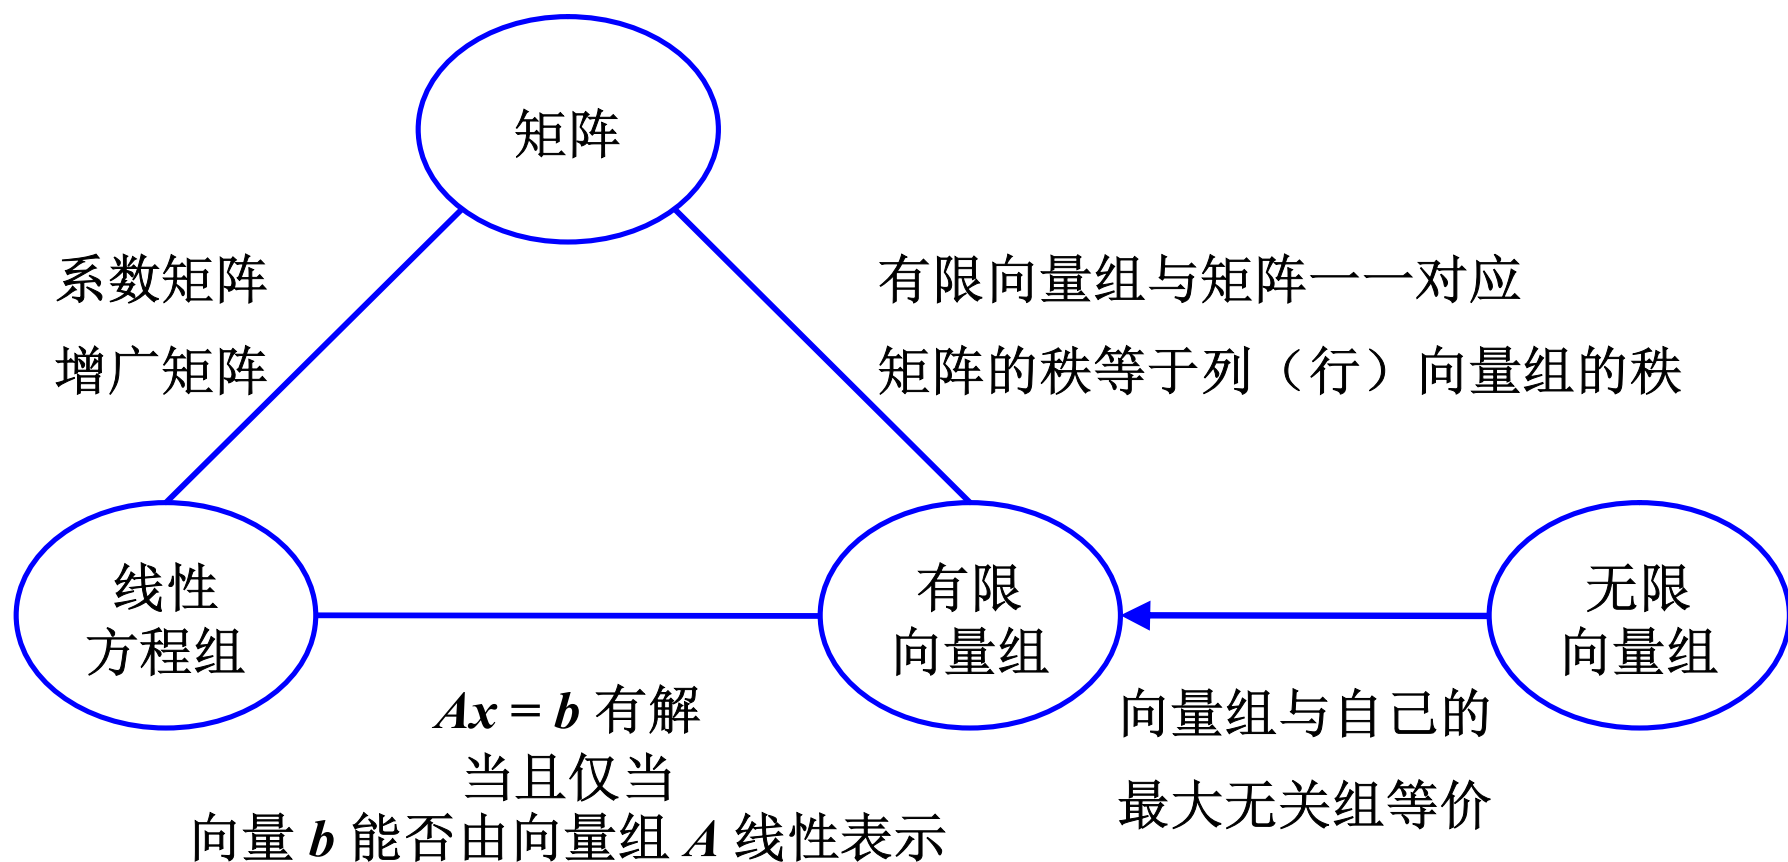 矩阵
系数矩阵
增广矩阵
有限向量组与矩阵一一对应
矩阵的秩等于列（行）向量组的秩
线性
方程组
有限
向量组
无限
向量组
Ax = b 有解
当且仅当
向量 b 能否由向量组 A 线性表示
向量组与自己的
最大无关组等价